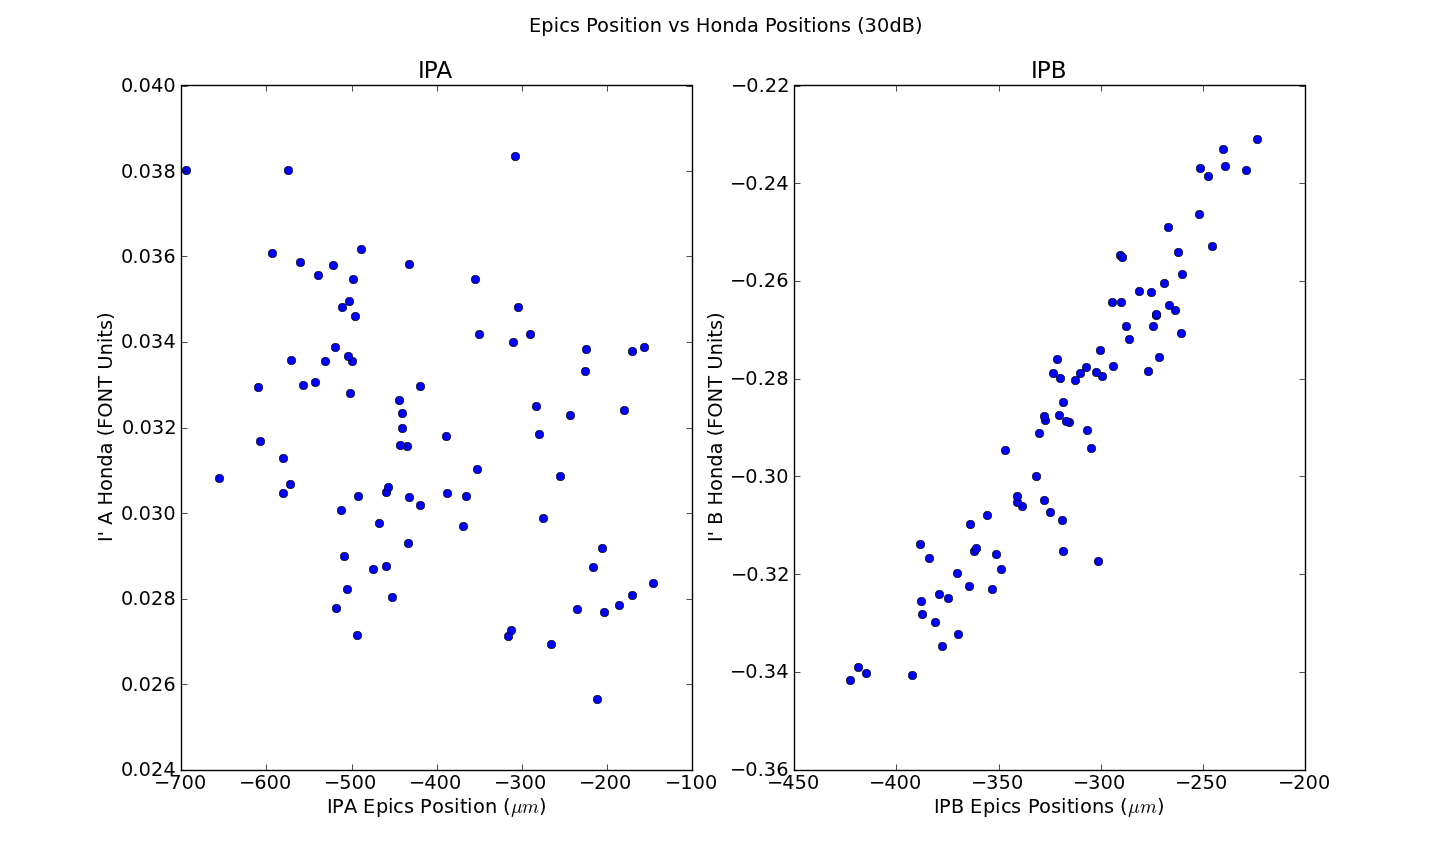 Epics Position vs Honda Positions (30dB)
IPA
0.040
0.038
0.036
0.034
0.032
0.030
0.028
0.026
0.024
I' A Honda (FONT Units)
−700 −600 −500 −400 −300 −200 −100
IPA Epics Position (μm)
IPB
−0.22
−0.24
−0.26
−0.28
−0.30
−0.32
−0.34
−0.36
I' B Honda (FONT Units)
−450 −400 −350 −300 −250 −200
IPB Epics Positions (μm)